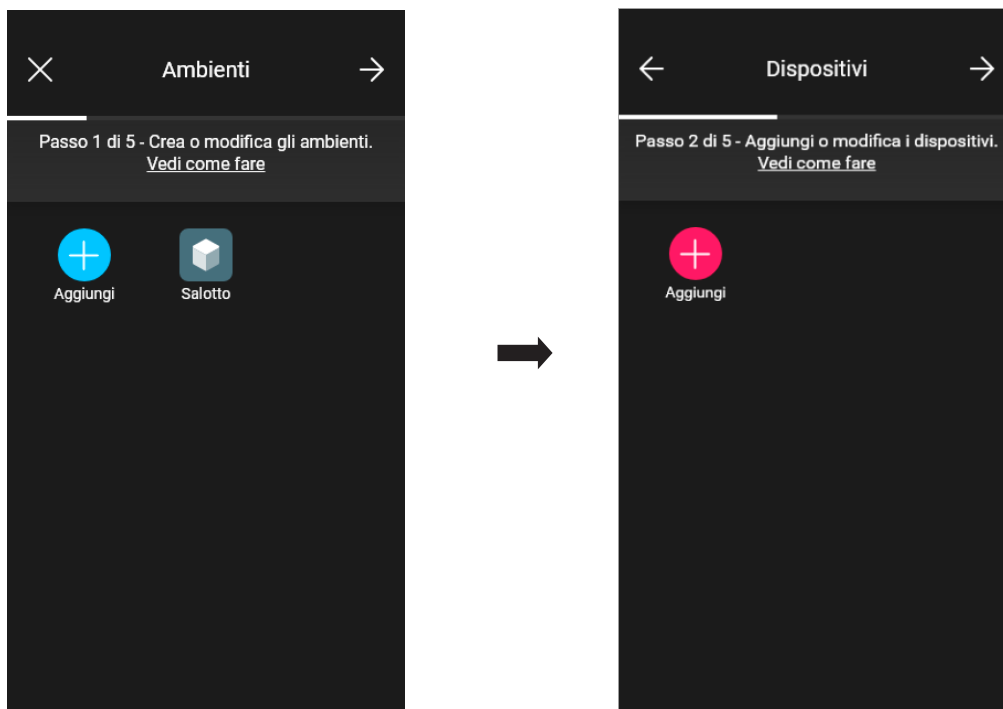 Ambienti
Passo 1 di 5 - Crea o modifica gli ambienti.
Vedi come fare
Aggiungi
Salotto
Dispositivi
Passo 2 di 5 - Aggiungi o modifica i dispositivi.
Vedi come fare
Aggiungi